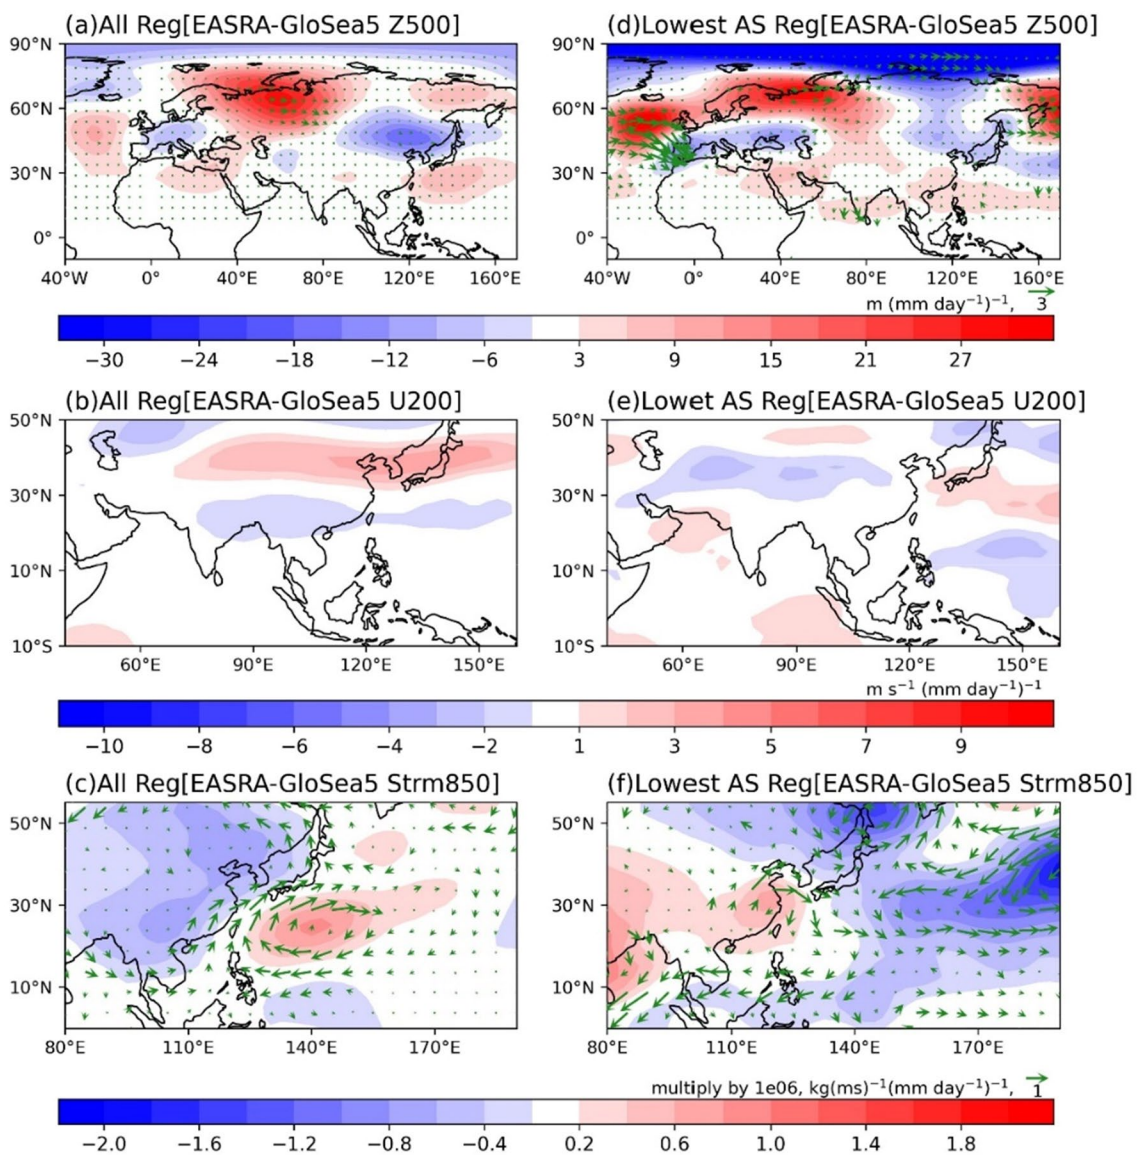 (a)All Reg[EASRA-GloSea5 Z500]
(d)Lowest AS Reg[EASRA-GloSea5 Z500]
90°N
60°N
30°N
0°
40°W 0° 40°E 80°E 120°E 160°E
90°N
60°N
30°N
0°
40°W 0° 40°E 80°E 120°E 160°E
m (mm day⁻¹)⁻¹, 3
−30 −24 −18 −12 −6 3 9 15 21 27
(b)All Reg[EASRA-GloSea5 U200]
(e)Lowet AS Reg[EASRA-GloSea5 U200]
50°N
30°N
10°N
10°S
60°E 90°E 120°E 150°E
50°N
30°N
10°N
10°S
60°E 90°E 120°E 150°E
m s⁻¹ (mm day⁻¹)⁻¹
−10 −8 −6 −4 −2 1 3 5 7 9
(c)All Reg[EASRA-GloSea5 Strm850]
(f)Lowest AS Reg[EASRA-GloSea5 Strm850]
50°N
30°N
10°N
80°E 110°E 140°E 170°E
50°N
30°N
10°N
80°E 110°E 140°E 170°E
multiply by 1e06, kg(ms)⁻¹(mm day⁻¹)⁻¹, 1
−2.0 −1.6 −1.2 −0.8 −0.4 0.2 0.6 1.0 1.4 1.8